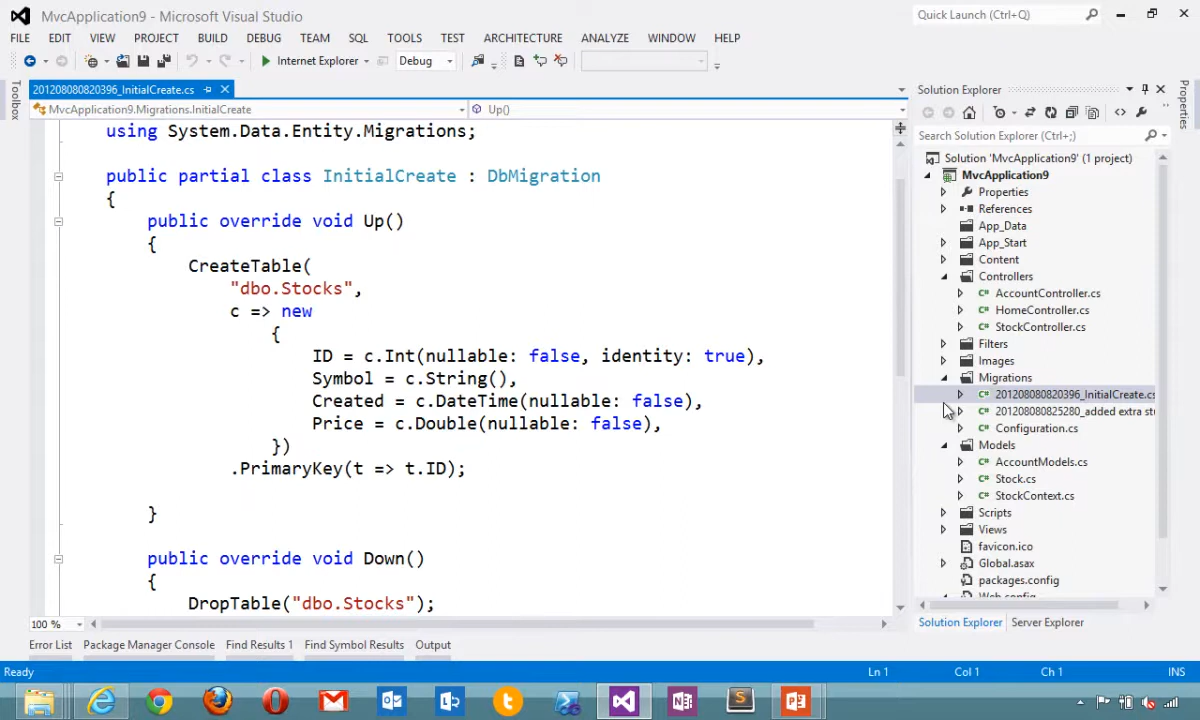 MvcApplication9 - Microsoft Visual Studio
Quick Launch (Ctrl+Q)
FILE EDIT VIEW PROJECT BUILD DEBUG TEAM SQL TOOLS TEST ARCHITECTURE ANALYZE WINDOW HELP
Internet Explorer Debug
Toolbox
201208080820396_InitialCreate.cs
MvcApplication9.Migrations.InitialCreate
Up()
using System.Data.Entity.Migrations;
public partial class InitialCreate : DbMigration
{
public override void Up()
{
CreateTable(
"dbo.Stocks",
c => new
{
ID = c.Int(nullable: false, identity: true),
Symbol = c.String(),
Created = c.DateTime(nullable: false),
Price = c.Double(nullable: false),
})
.PrimaryKey(t => t.ID);
}
public override void Down()
{
DropTable("dbo.Stocks");
100 %
Solution Explorer
Search Solution Explorer (Ctrl+;)
Solution 'MvcApplication9' (1 project)
MvcApplication9
Properties
References
App_Data
App_Start
Content
Controllers
AccountController.cs
HomeController.cs
StockController.cs
Filters
Images
Migrations
201208080820396_InitialCreate.cs
201208080825280_added extra st
Configuration.cs
Models
AccountModels.cs
Stock.cs
StockContext.cs
Scripts
Views
favicon.ico
Global.asax
packages.config
Web.config
Solution Explorer Server Explorer
Properties
Error List Package Manager Console Find Results 1 Find Symbol Results Output
Ready Ln 1 Col 1 Ch 1 INS